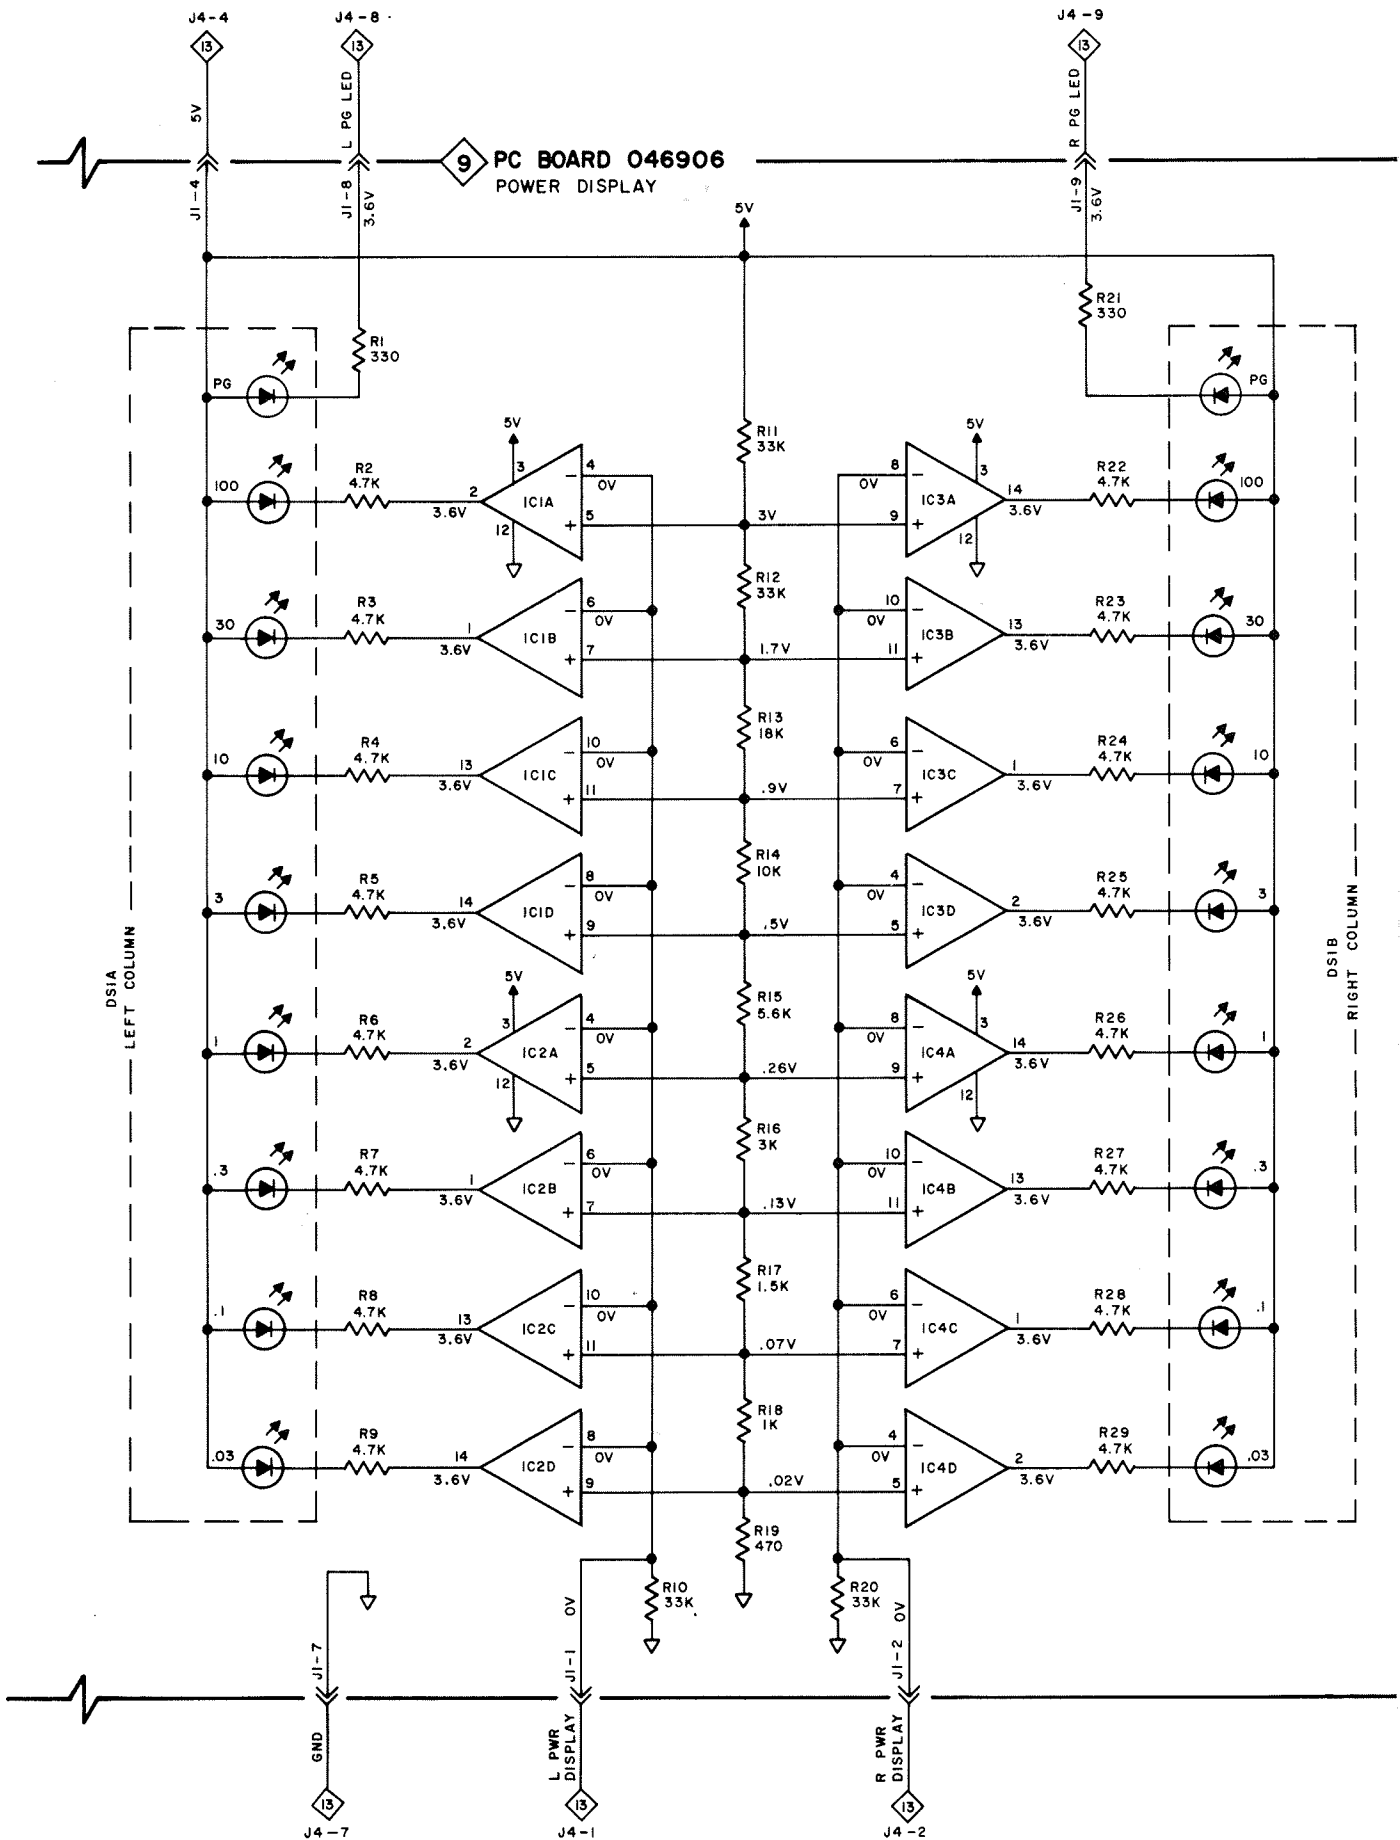 J4-4
J4-8
J4-9
13
13
13
5V
L PG LED
R PG LED
9 PC BOARD 046906
POWER DISPLAY
J1-4
J1-8
3.6V
J1-9
3.6V
5V
R1
330
R21
330
PG
PG
R11
33K
5V
3
4
0V
IC1A
2
3.6V
12
5
-
+
100
R2
4.7K
3V
5V
3
8
0V
IC3A
14
3.6V
12
9
-
+
R22
4.7K
100
R12
33K
30
R3
4.7K
1
3.6V
IC1B
6
0V
7
-
+
1.7V
10
0V
11
-
+
IC3B
13
3.6V
R23
4.7K
30
R13
18K
10
R4
4.7K
13
3.6V
IC1C
10
0V
11
-
+
.9V
6
0V
7
-
+
IC3C
1
3.6V
R24
4.7K
10
R14
10K
3
R5
4.7K
14
3.6V
IC1D
8
0V
9
-
+
.5V
4
0V
5
-
+
IC3D
2
3.6V
R25
4.7K
3
DS1A
LEFT COLUMN
DS1B
RIGHT COLUMN
R15
5.6K
1
R6
4.7K
2
3.6V
5V
3
IC2A
12
4
0V
5
-
+
.26V
8
0V
9
-
+
5V
3
IC4A
12
14
3.6V
R26
4.7K
1
R16
3K
.3
R7
4.7K
1
3.6V
IC2B
6
0V
7
-
+
.13V
10
0V
11
-
+
IC4B
13
3.6V
R27
4.7K
.3
R17
1.5K
.1
R8
4.7K
13
3.6V
IC2C
10
0V
11
-
+
.07V
6
0V
7
-
+
IC4C
1
3.6V
R28
4.7K
.1
R18
1K
.03
R9
4.7K
14
3.6V
IC2D
8
0V
9
-
+
.02V
4
0V
5
-
+
IC4D
2
3.6V
R29
4.7K
.03
R19
470
R10
33K
R20
33K
J1-7
J1-1
0V
J1-2
0V
GND
L PWR
DISPLAY
R PWR
DISPLAY
13
13
13
J4-7
J4-1
J4-2